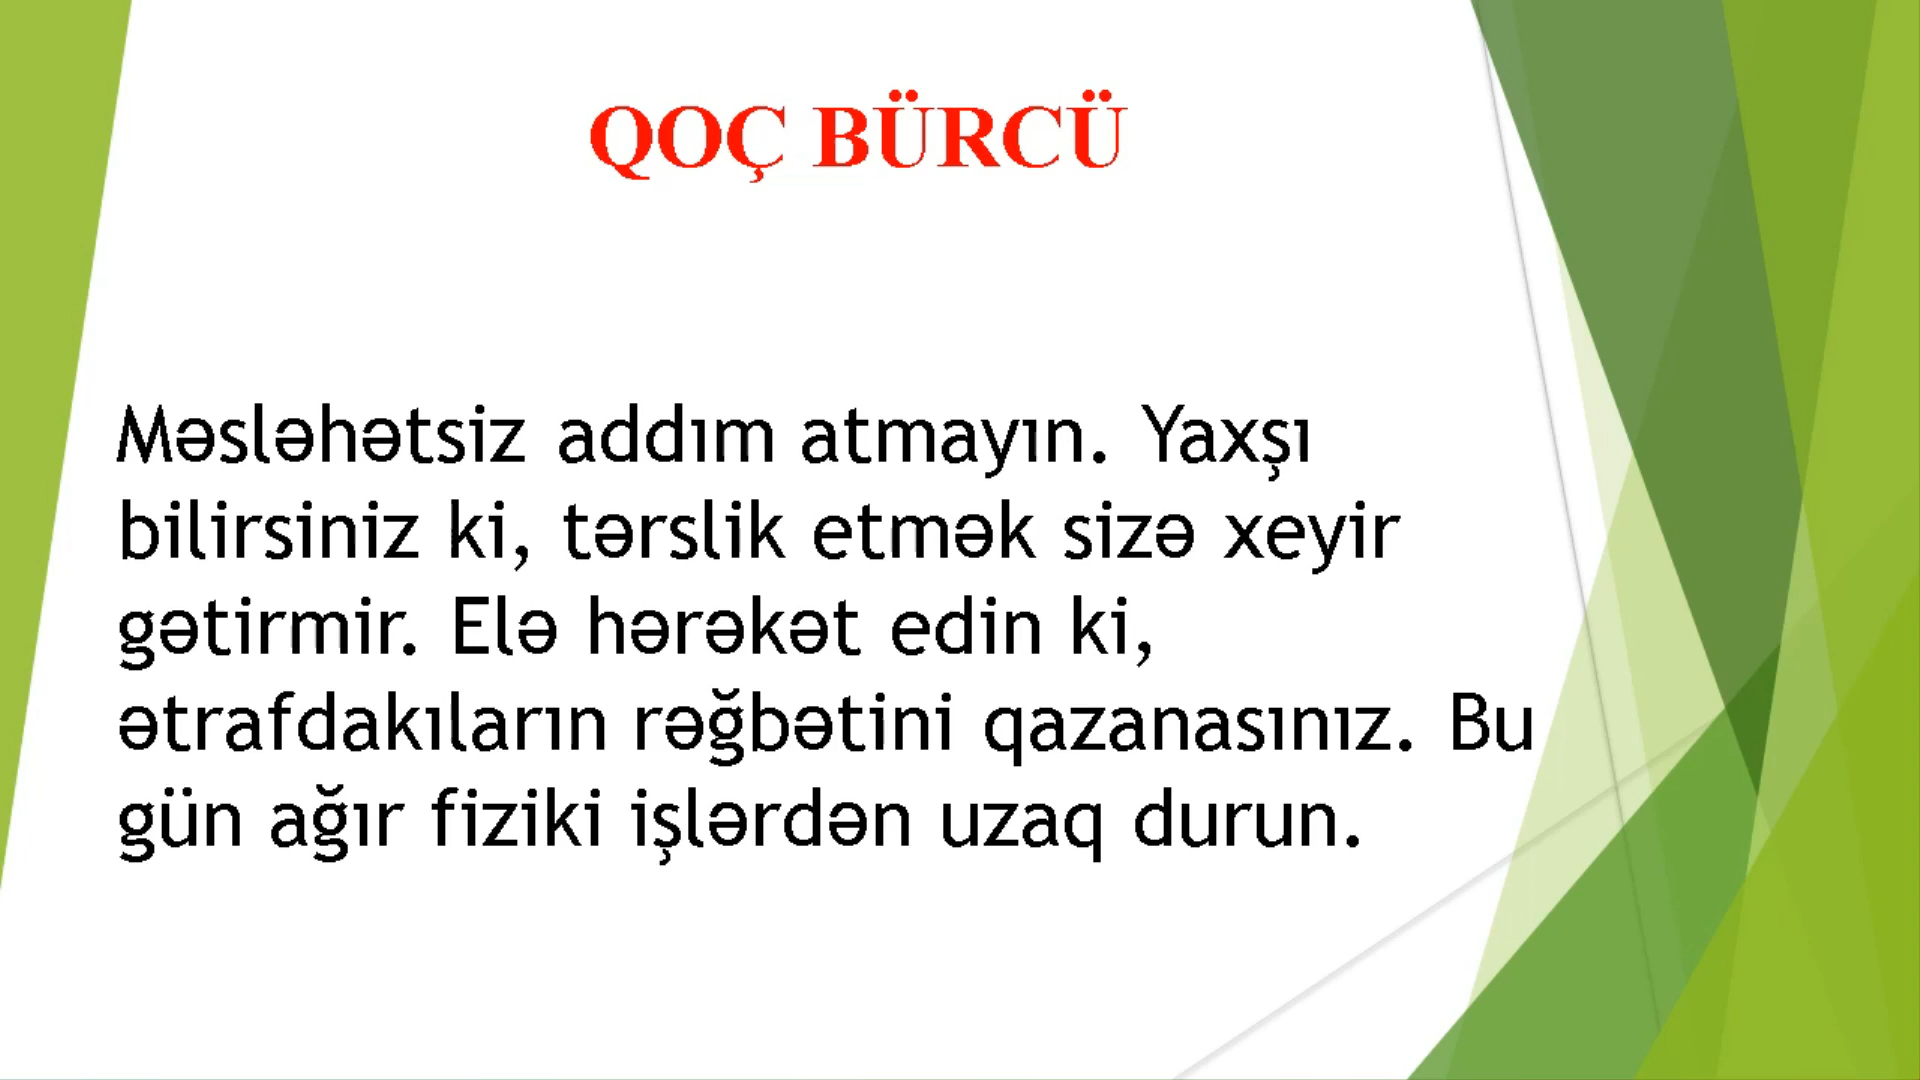 QOÇ BÜRCÜ
Məsləhətsiz addım atmayın. Yaxşı
bilirsiniz ki, tərslik etmək sizə xeyir
gətirmir. Elə hərəkət edin ki,
ətrafdakıların rəğbətini qazanasınız. Bu
gün ağır fiziki işlərdən uzaq durun.